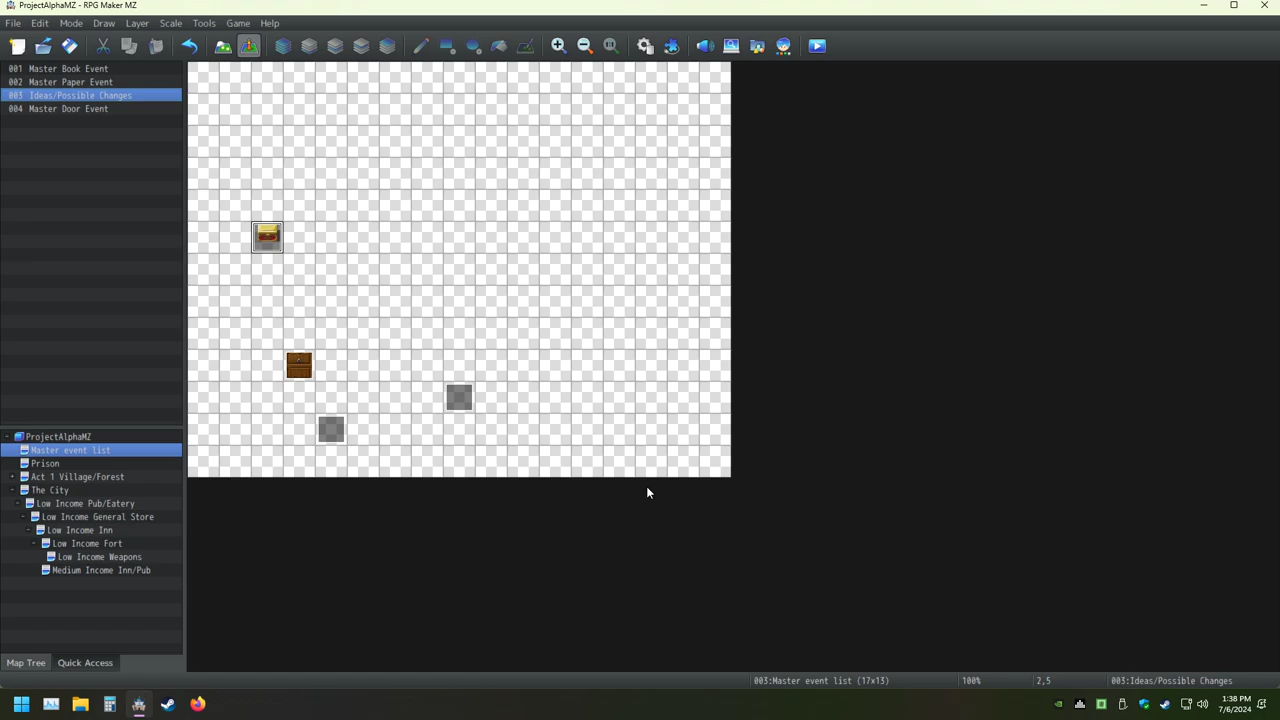 ProjectAlphaMZ - RPG Maker MZ
File Edit Mode Draw Layer Scale Tools Game Help
001 Master Book Event
002 Master Paper Event
003 Ideas/Possible Changes
004 Master Door Event
ProjectAlphaMZ
Master event list
Prison
Act 1 Village/Forest
The City
Low Income Pub/Eatery
Low Income General Store
Low Income Inn
Low Income Fort
Low Income Weapons
Medium Income Inn/Pub
Map Tree Quick Access
003:Master event list (17x13) 100% 2,5 003:Ideas/Possible Changes
1:38 PM
7/6/2024